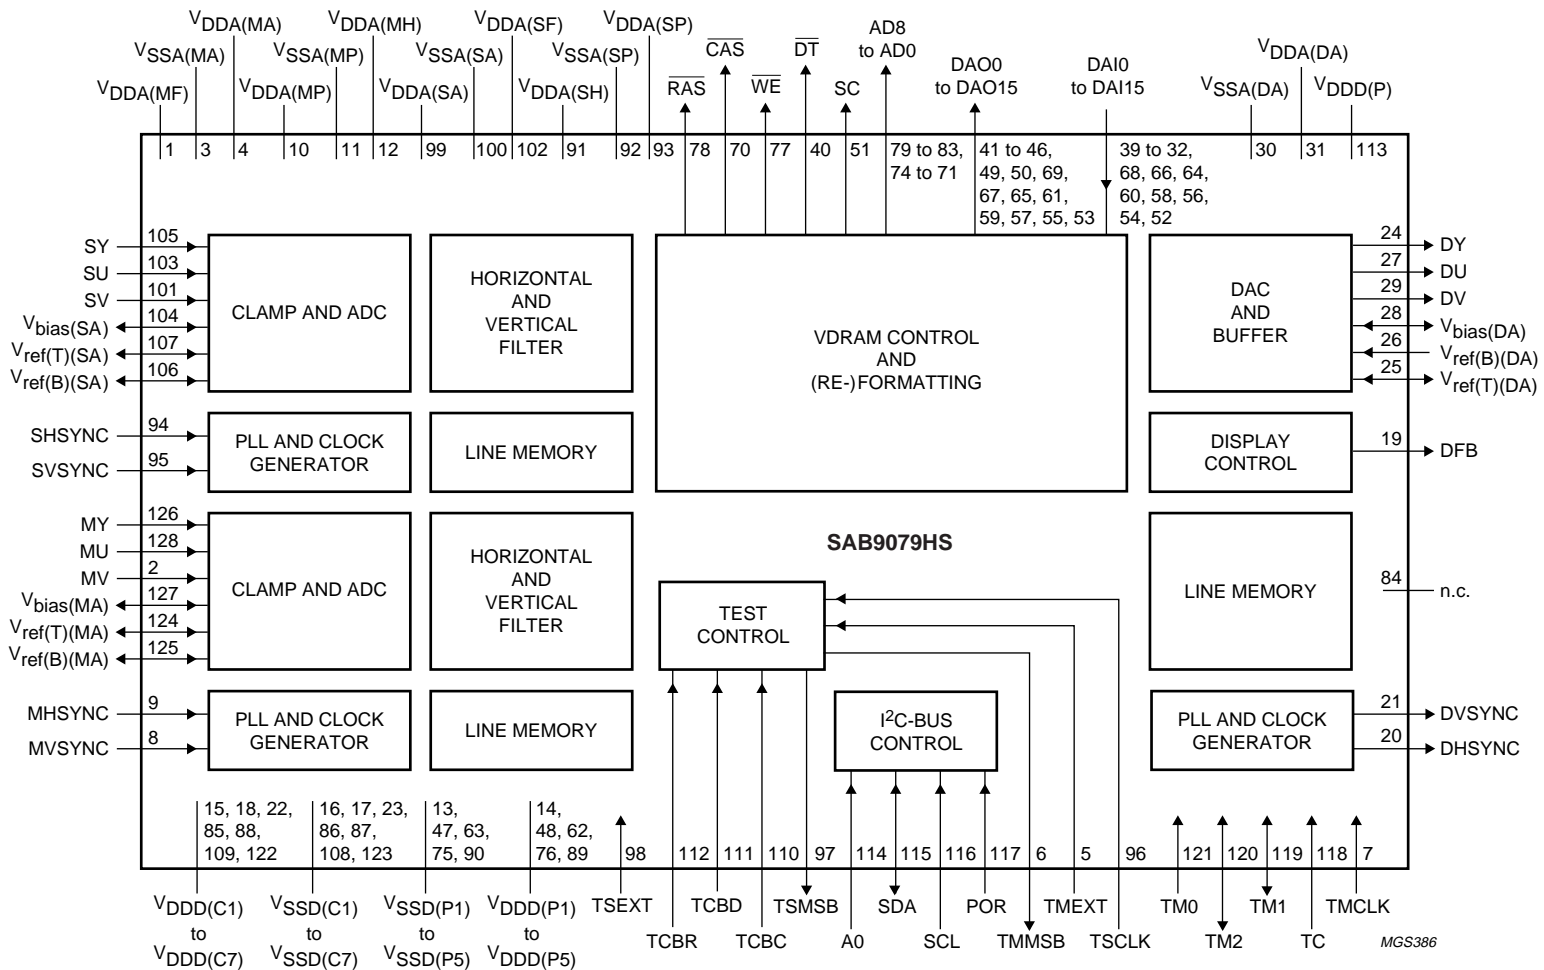 VDDA(MA)
VDDA(MH)
VDDA(SF)
VDDA(SP)
VSSA(MA)
VSSA(MP)
VSSA(SA)
VSSA(SP)
VDDA(MF)
VDDA(MP)
VDDA(SA)
VDDA(SH)
RAS
CAS
WE
DT
SC
AD8
to AD0
DAO0
to DAO15
DAI0
to DAI15
VSSA(DA)
VDDA(DA)
VDDD(P)
1
3
4
10
11
12
99
100
102
91
92
93
78
70
77
40
51
79 to 83,
74 to 71
41 to 46,
49, 50, 69,
67, 65, 61,
59, 57, 55, 53
39 to 32,
68, 66, 64,
60, 58, 56,
54, 52
30
31
113
SY 105
SU 103
SV 101
Vbias(SA) 104
Vref(T)(SA) 107
Vref(B)(SA) 106
CLAMP AND ADC
HORIZONTAL
AND
VERTICAL
FILTER
VDRAM CONTROL
AND
(RE-)FORMATTING
DAC
AND
BUFFER
24 DY
27 DU
29 DV
28 Vbias(DA)
26 Vref(B)(DA)
25 Vref(T)(DA)
SHSYNC 94
SVSYNC 95
PLL AND CLOCK
GENERATOR
LINE MEMORY
DISPLAY
CONTROL
19 DFB
MY 126
MU 128
MV 2
Vbias(MA) 127
Vref(T)(MA) 124
Vref(B)(MA) 125
CLAMP AND ADC
HORIZONTAL
AND
VERTICAL
FILTER
SAB9079HS
TEST
CONTROL
LINE MEMORY
84 n.c.
MHSYNC 9
MVSYNC 8
PLL AND CLOCK
GENERATOR
LINE MEMORY
I2C-BUS
CONTROL
PLL AND CLOCK
GENERATOR
21 DVSYNC
20 DHSYNC
15, 18, 22,
85, 88,
109, 122
16, 17, 23,
86, 87,
108, 123
13,
47, 63,
75, 90
14,
48, 62,
76, 89
98
112
111
110
97
114
115
116
117
6
5
96
121
120
119
118
7
VDDD(C1)
to
VDDD(C7)
VSSD(C1)
to
VSSD(C7)
VSSD(P1)
to
VSSD(P5)
VDDD(P1)
to
VDDD(P5)
TSEXT
TCBR
TCBD
TCBC
TSMSB
A0
SDA
SCL
POR
TMMSB
TMEXT
TSCLK
TM0
TM2
TM1
TC
TMCLK
MGS386